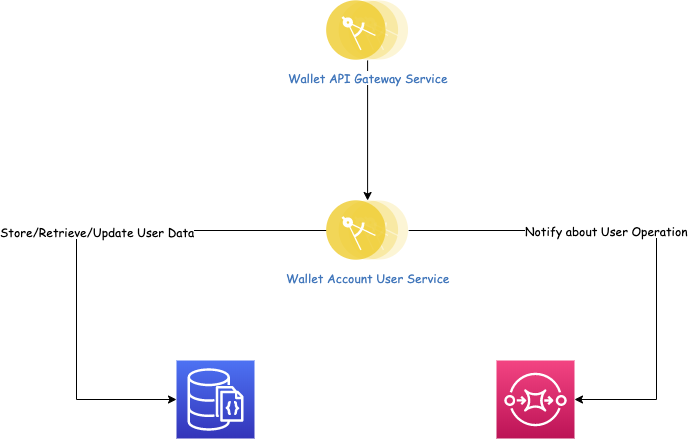 Wallet API Gateway Service
Store/Retrieve/Update User Data
Notify about User Operation
Wallet Account User Service